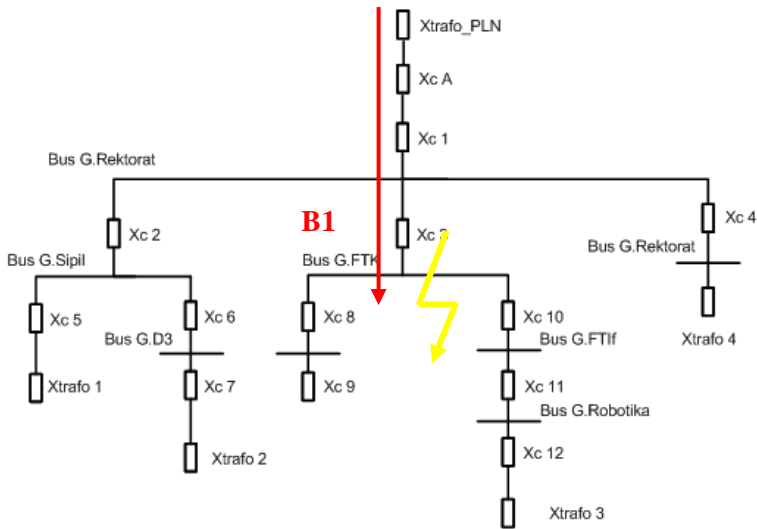 Xtrafo_PLN
Xc A
Xc 1
Bus G.Rektorat
Xc 2
B1
Xc 3
Xc 4
Bus G.Rektorat
Bus G.Sipil
Bus G.FTK
Xc 5
Xc 6
Xc 8
Xc 10
Bus G.D3
Bus G.FTIf
Xtrafo 4
Xtrafo 1
Xc 7
Xc 9
Xc 11
Bus G.Robotika
Xc 12
Xtrafo 2
Xtrafo 3